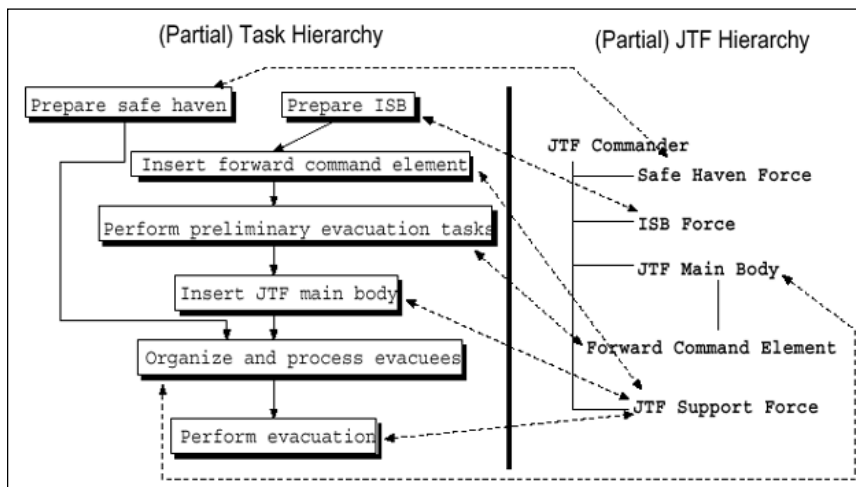 (Partial) Task Hierarchy
Prepare safe haven
Prepare ISB
Insert forward command element
Perform preliminary evacuation tasks
Insert JTF main body
Organize and process evacuees
Perform evacuation
(Partial) JTF Hierarchy
JTF Commander
Safe Haven Force
ISB Force
JTF Main Body
Forward Command Element
JTF Support Force